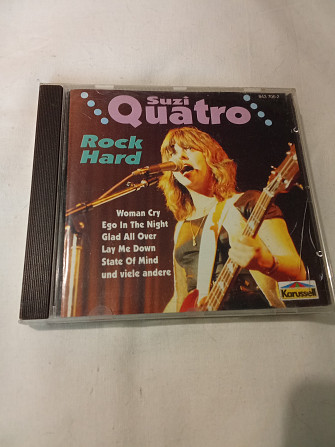 Suzi
Quatro
Rock
Hard
Woman Cry
Ego In The Night
Glad All Over
Lay Me Down
State Of Mind
und viele andere
Karussell